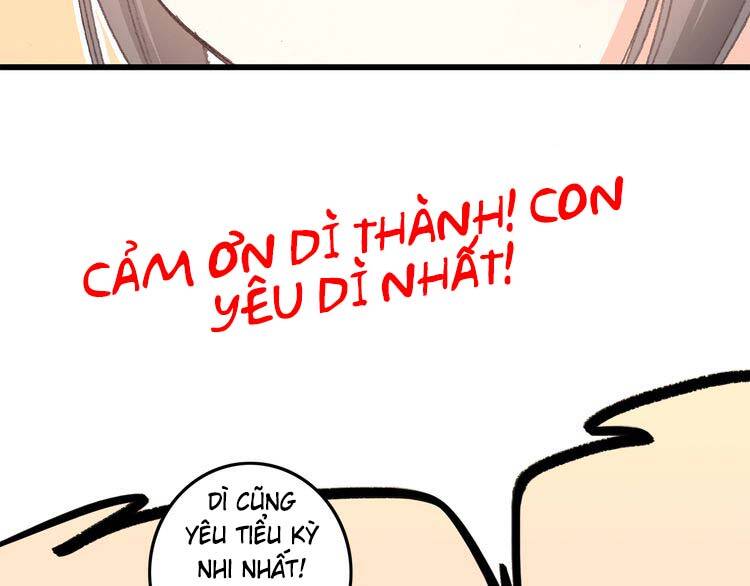 CẢM ƠN DÌ THÀNH! CON
YÊU DÌ NHẤT!
DÌ CŨNG
YÊU TIỂU KỲ
NHI NHẤT!